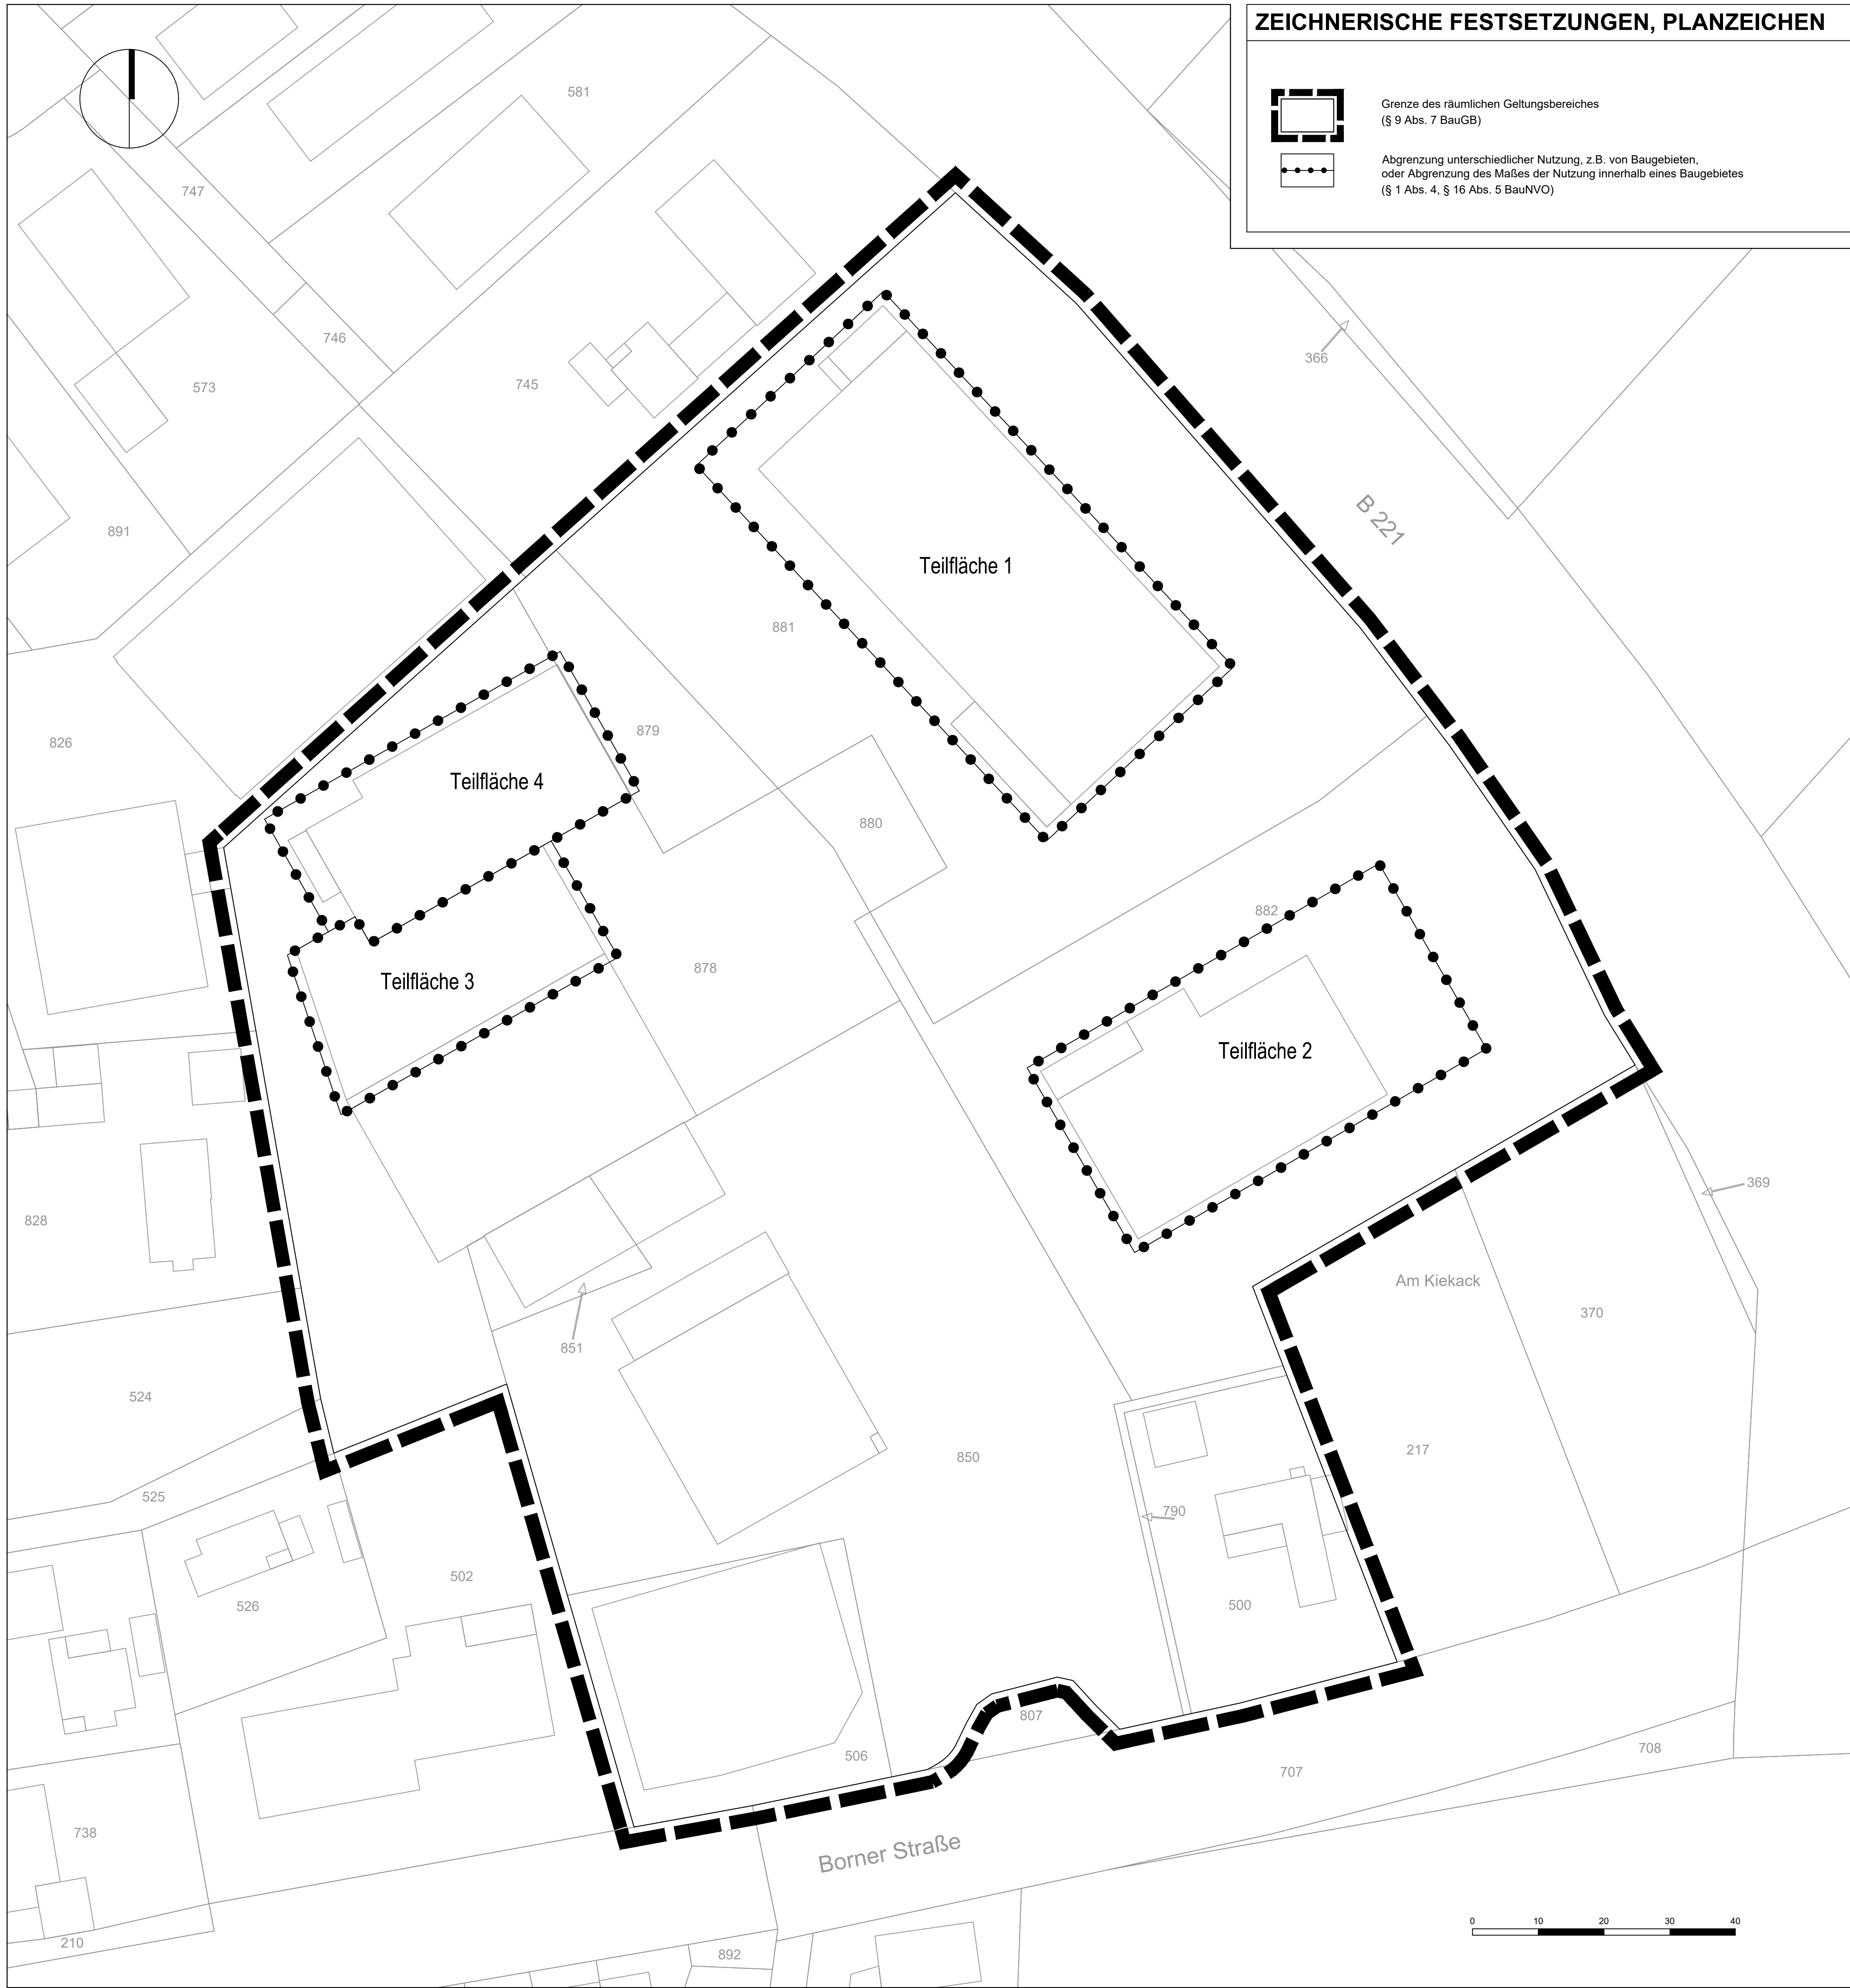 ZEICHNERISCHE FESTSETZUNGEN, PLANZEICHEN
Grenze des räumlichen Geltungsbereiches
(§ 9 Abs. 7 BauGB)
Abgrenzung unterschiedlicher Nutzung, z.B. von Baugebieten,
oder Abgrenzung des Maßes der Nutzung innerhalb eines Baugebietes
(§ 1 Abs. 4, § 16 Abs. 5 BauNVO)
581
747
746
366
745
573
B 221
891
Teilfläche 1
881
879
826
Teilfläche 4
880
882
878
Teilfläche 3
Teilfläche 2
369
828
Am Kiekack
370
851
524
217
850
525
790
502
500
526
807
708
506
707
738
Borner Straße
0 10 20 30 40
210
892